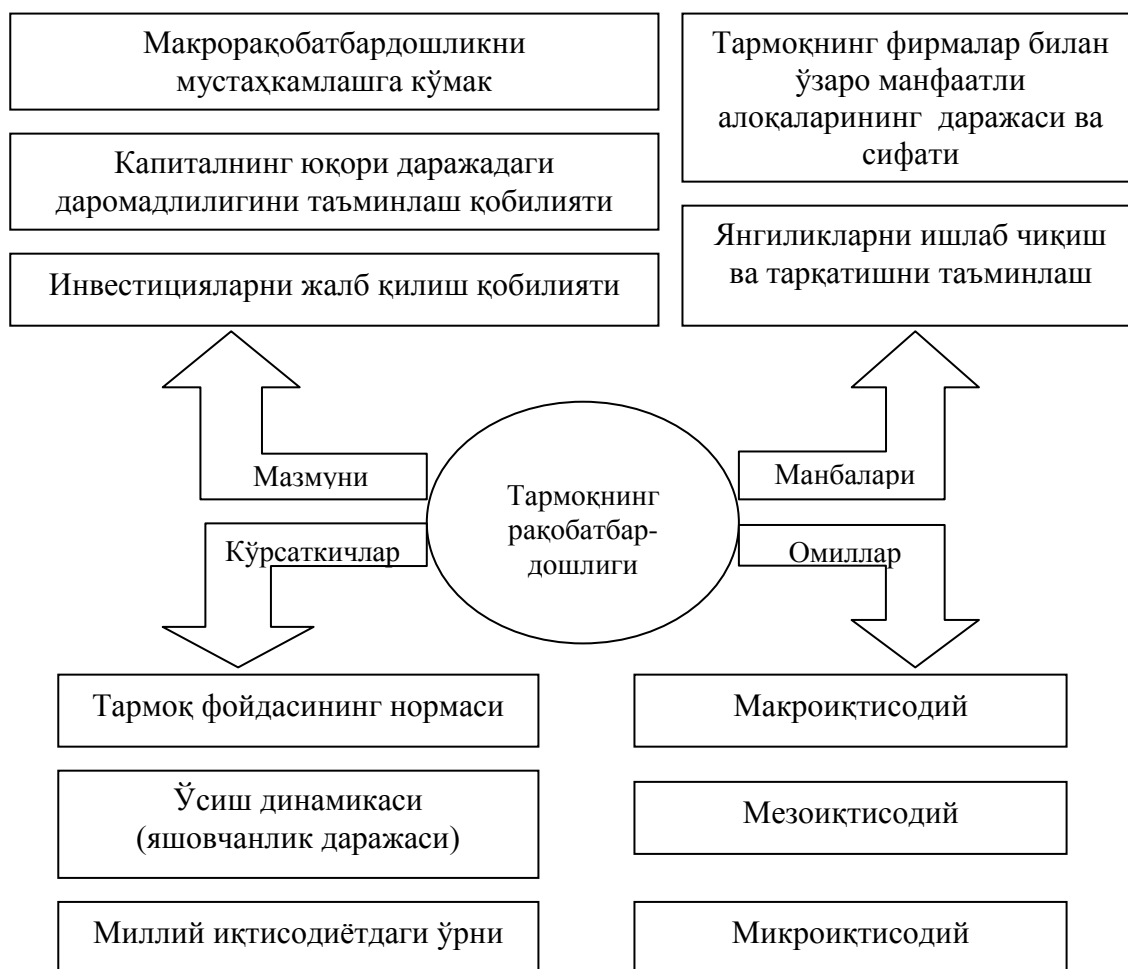 Макрорақобатбардошликни
мустаҳкамлашга кўмак
Капиталнинг юқори даражадаги
даромадлилигини таъминлаш қобилияти
Инвестицияларни жалб қилиш қобилияти
Тармоқнинг фирмалар билан
ўзаро манфаатли
алоқаларининг даражаси ва
сифати
Янгиликларни ишлаб чиқиш
ва тарқатишни таъминлаш
Мазмуни
Манбалари
Тармоқнинг
рақобатбар-
дошлиги
Кўрсаткичлар
Омиллар
Тармоқ фойдасининг нормаси
Ўсиш динамикаси
(яшовчанлик даражаси)
Миллий иқтисодиётдаги ўрни
Макроиқтисодий
Мезоиқтисодий
Микроиқтисодий